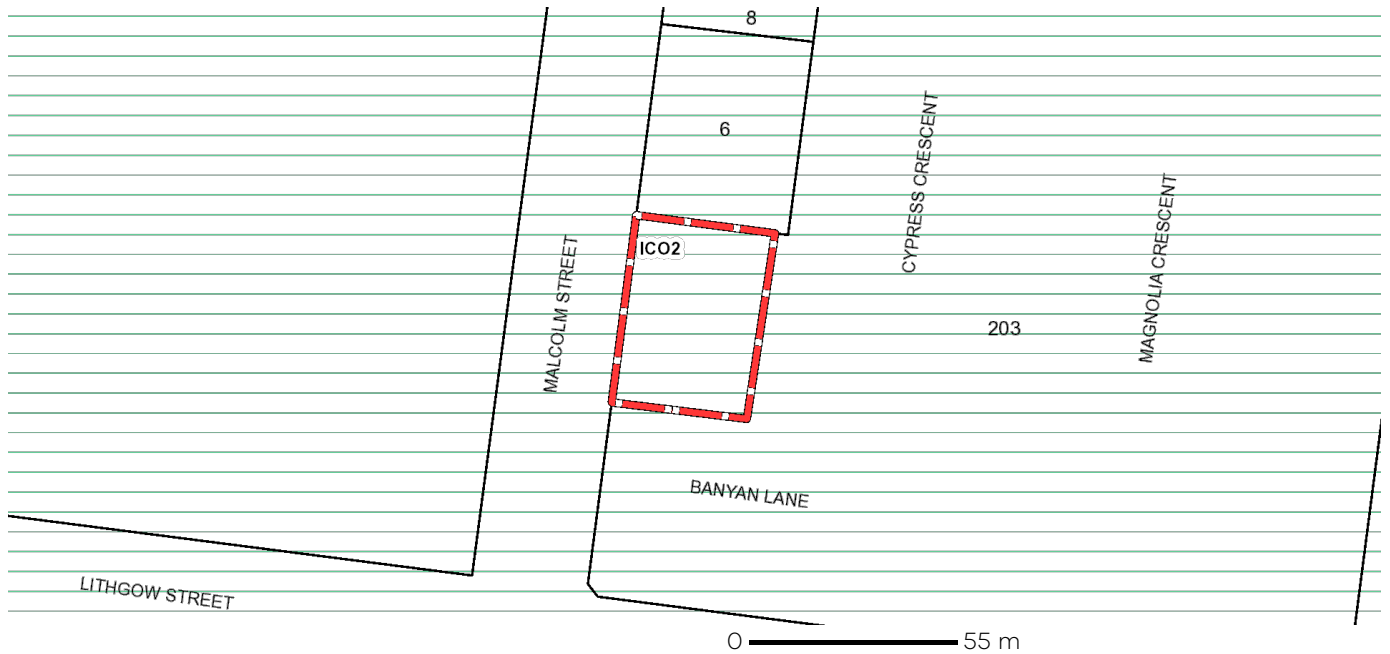 8
6
CYPRESS CRESCENT
MAGNOLIA CRESCENT
ICO2
MALCOLM STREET
203
BANYAN LANE
LITHGOW STREET
0 55 m